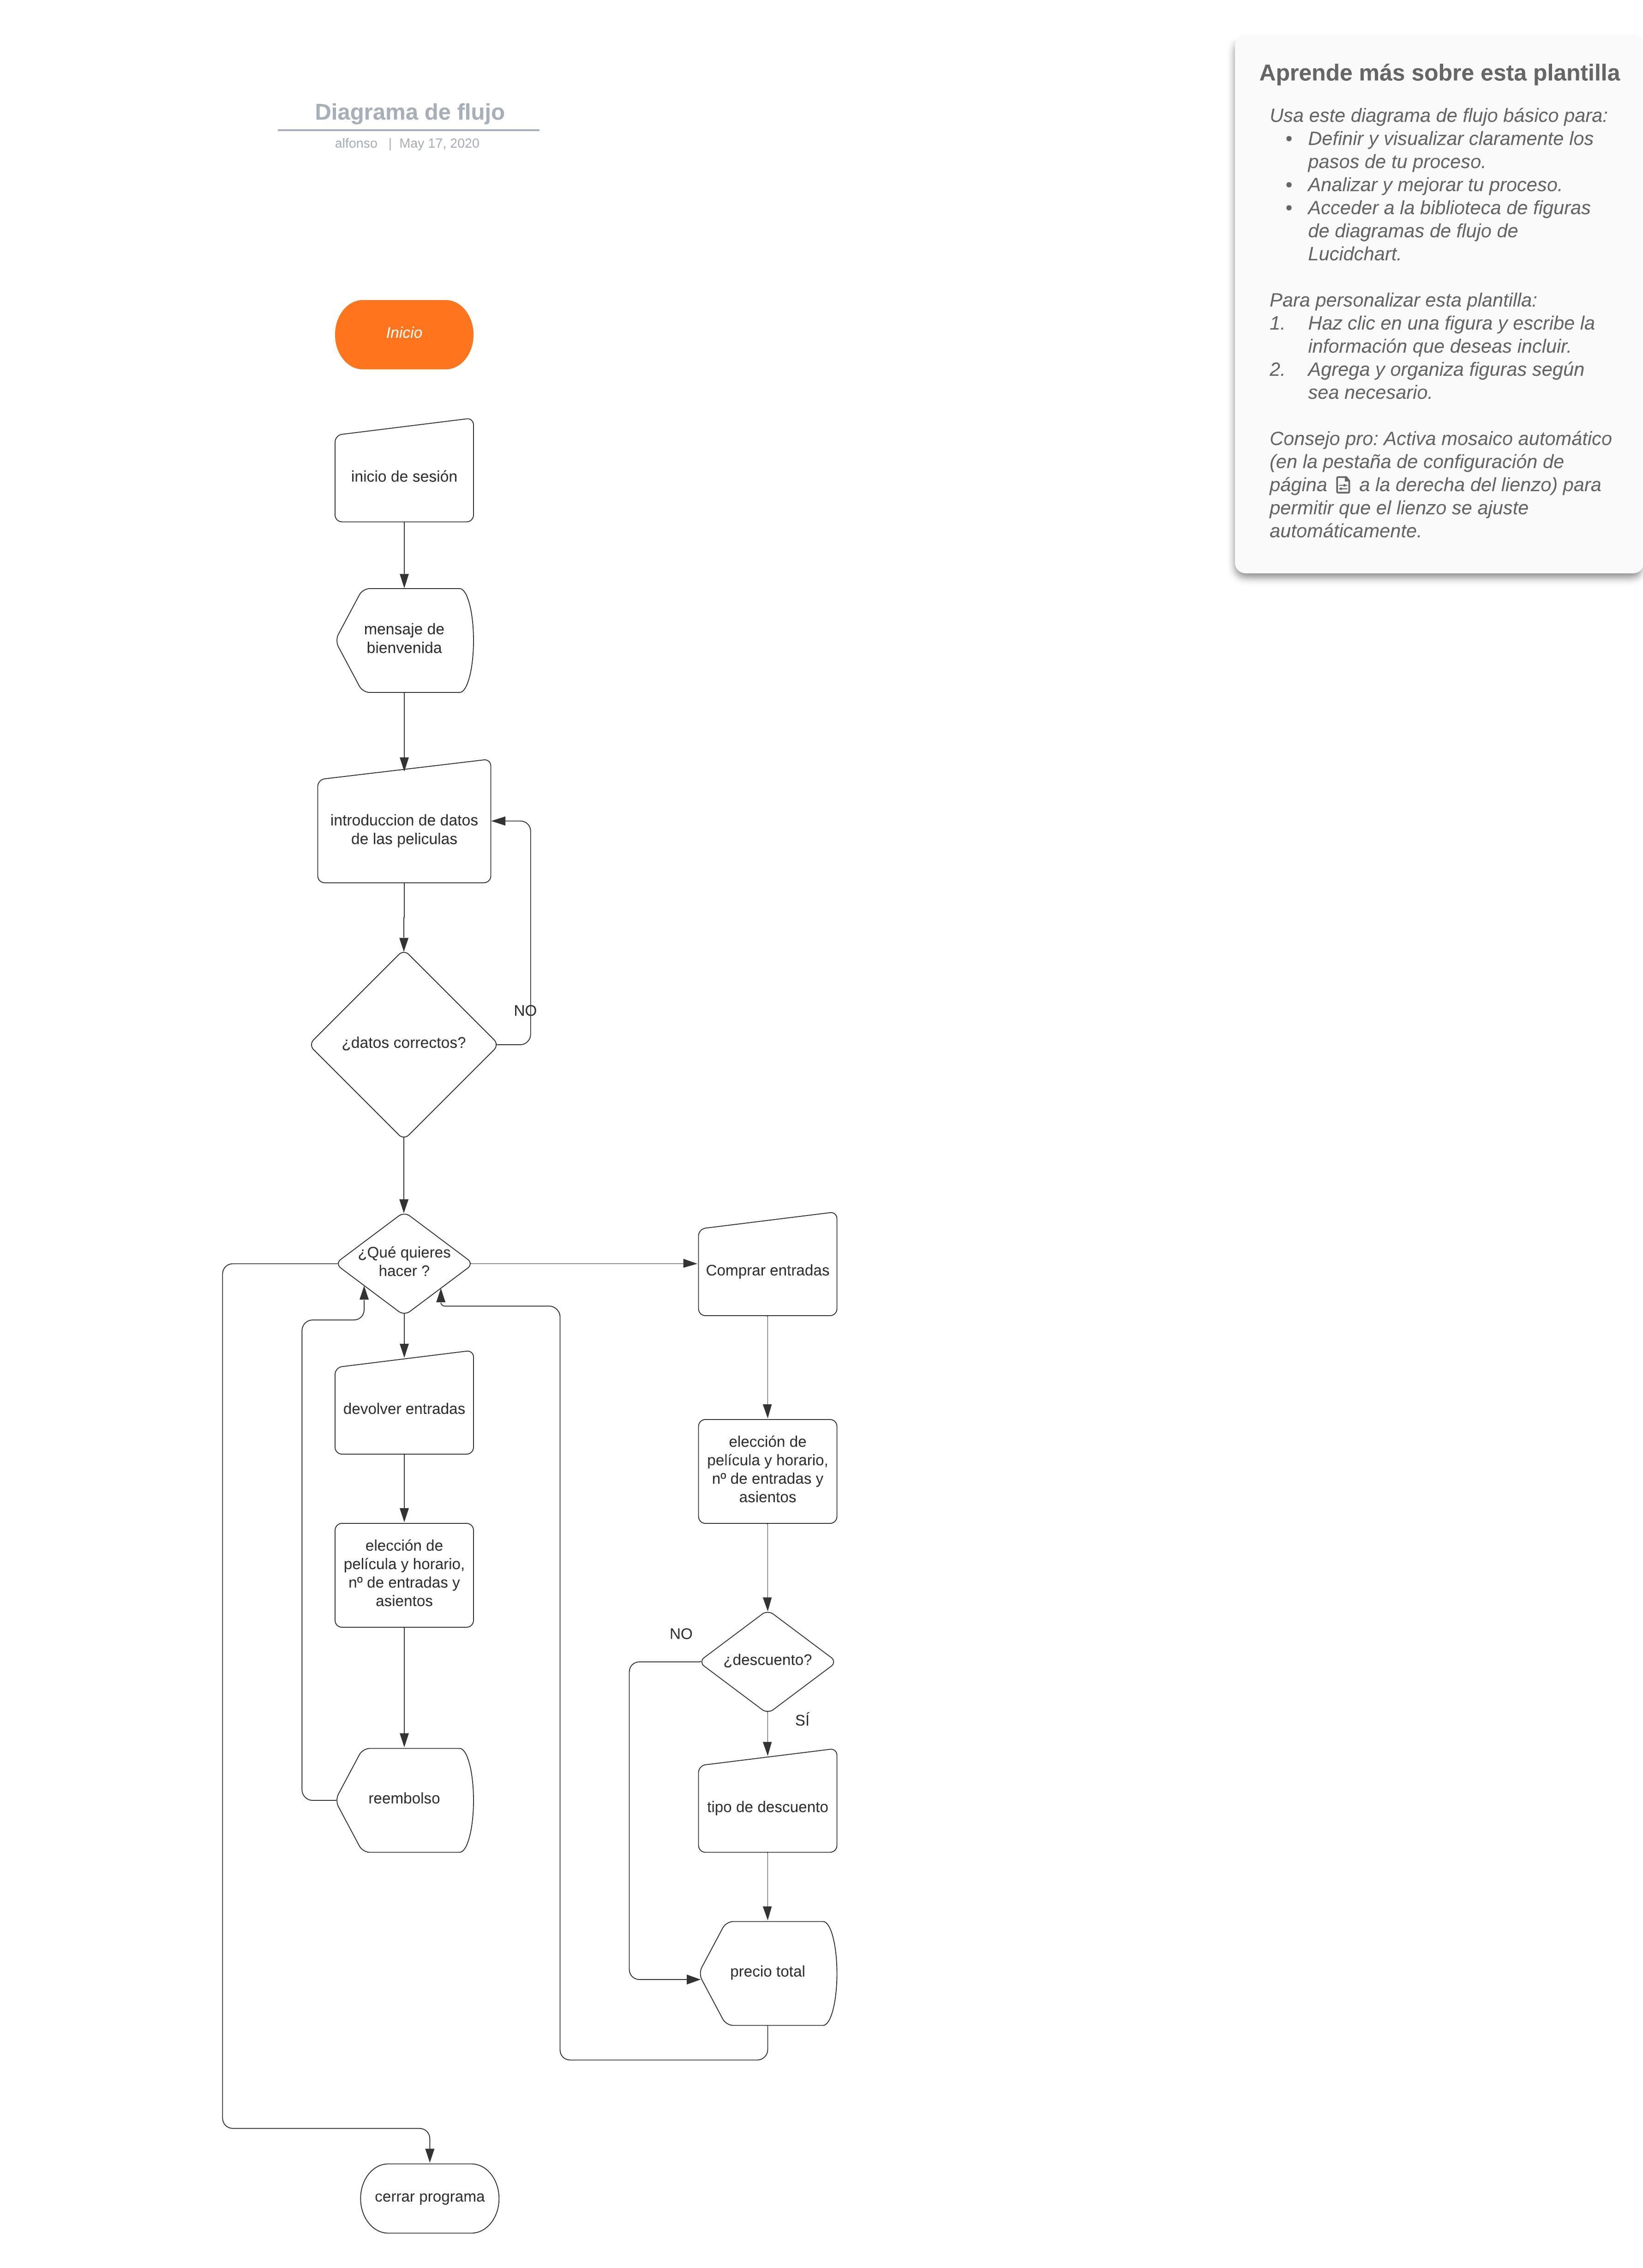 Diagrama de flujo
alfonso | May 17, 2020
Aprende más sobre esta plantilla
Usa este diagrama de flujo básico para:
• Definir y visualizar claramente los
pasos de tu proceso.
• Analizar y mejorar tu proceso.
• Acceder a la biblioteca de figuras
de diagramas de flujo de
Lucidchart.
Para personalizar esta plantilla:
1. Haz clic en una figura y escribe la
información que deseas incluir.
2. Agrega y organiza figuras según
sea necesario.
Consejo pro: Activa mosaico automático
(en la pestaña de configuración de
página a la derecha del lienzo) para
permitir que el lienzo se ajuste
automáticamente.
Inicio
inicio de sesión
mensaje de
bienvenida
introduccion de datos
de las peliculas
NO
¿datos correctos?
¿Qué quieres
hacer ?
Comprar entradas
devolver entradas
elección de
película y horario,
nº de entradas y
asientos
elección de
película y horario,
nº de entradas y
asientos
NO
¿descuento?
SÍ
reembolso
tipo de descuento
precio total
cerrar programa